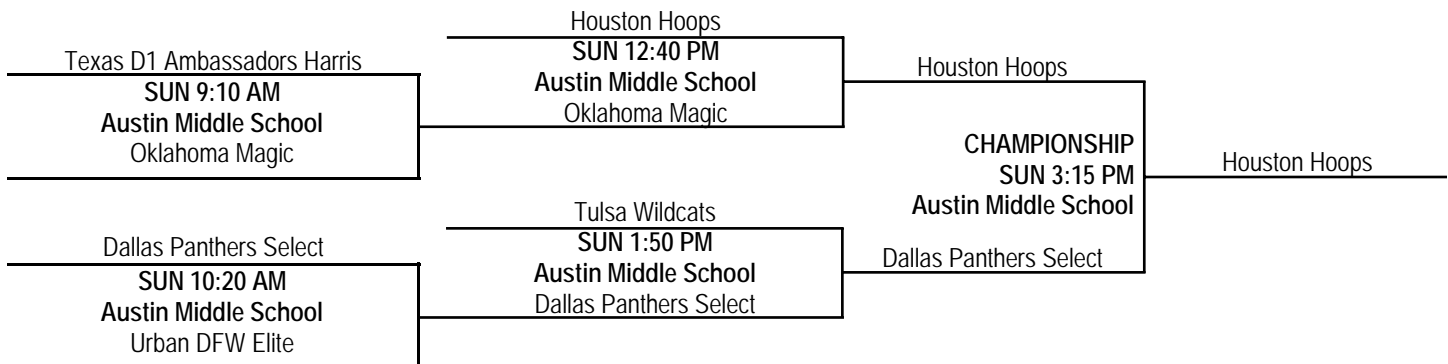 Texas D1 Ambassadors Harris
SUN 9:10 AM
Austin Middle School
Oklahoma Magic
Dallas Panthers Select
SUN 10:20 AM
Austin Middle School
Urban DFW Elite
Houston Hoops
SUN 12:40 PM
Austin Middle School
Oklahoma Magic
Tulsa Wildcats
SUN 1:50 PM
Austin Middle School
Dallas Panthers Select
Houston Hoops
CHAMPIONSHIP
SUN 3:15 PM
Austin Middle School
Dallas Panthers Select
Houston Hoops